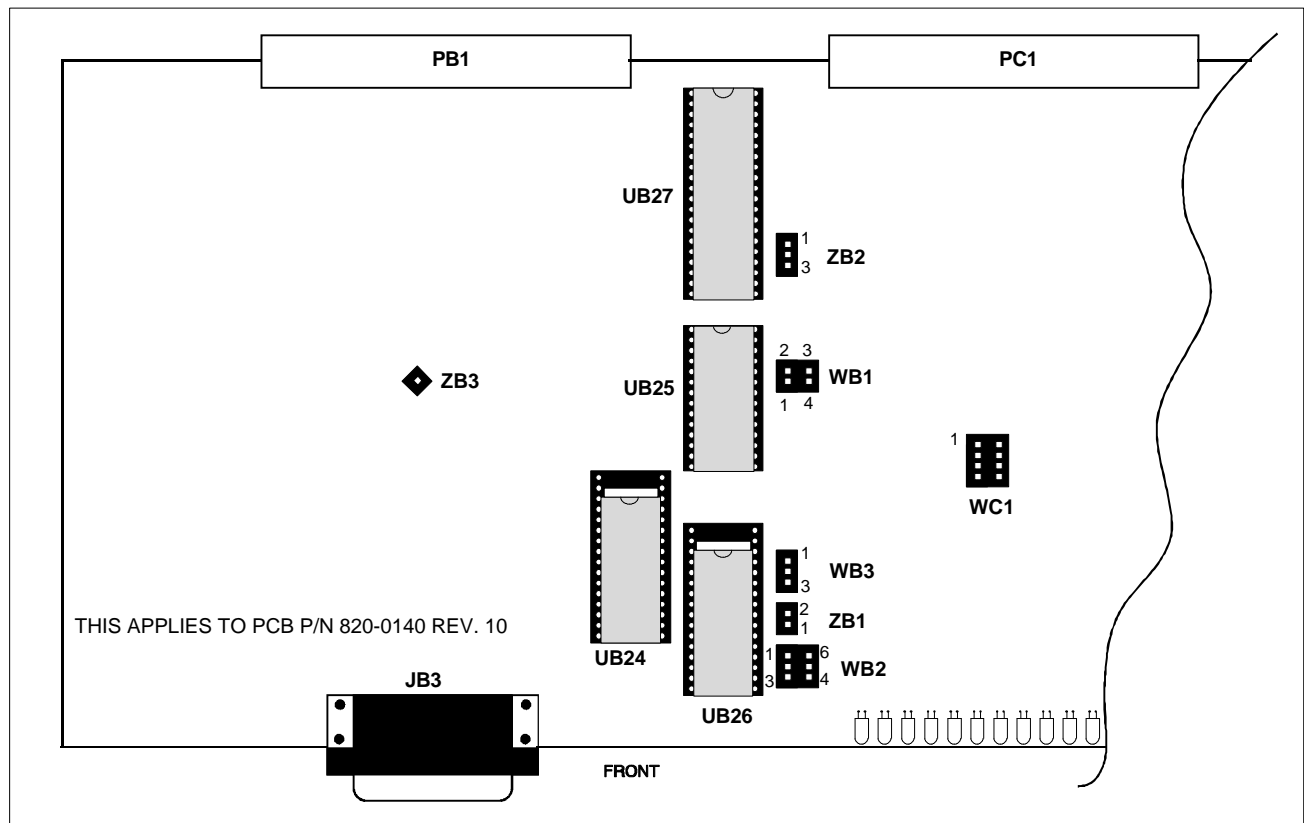 PB1
PC1
UB27
1
3
ZB2
ZB3
UB25
2 3
WB1
1 4
1
WC1
1
WB3
3
2
ZB1
1
1 6
WB2
3 4
THIS APPLIES TO PCB P/N 820-0140 REV. 10
UB24
JB3
UB26
FRONT